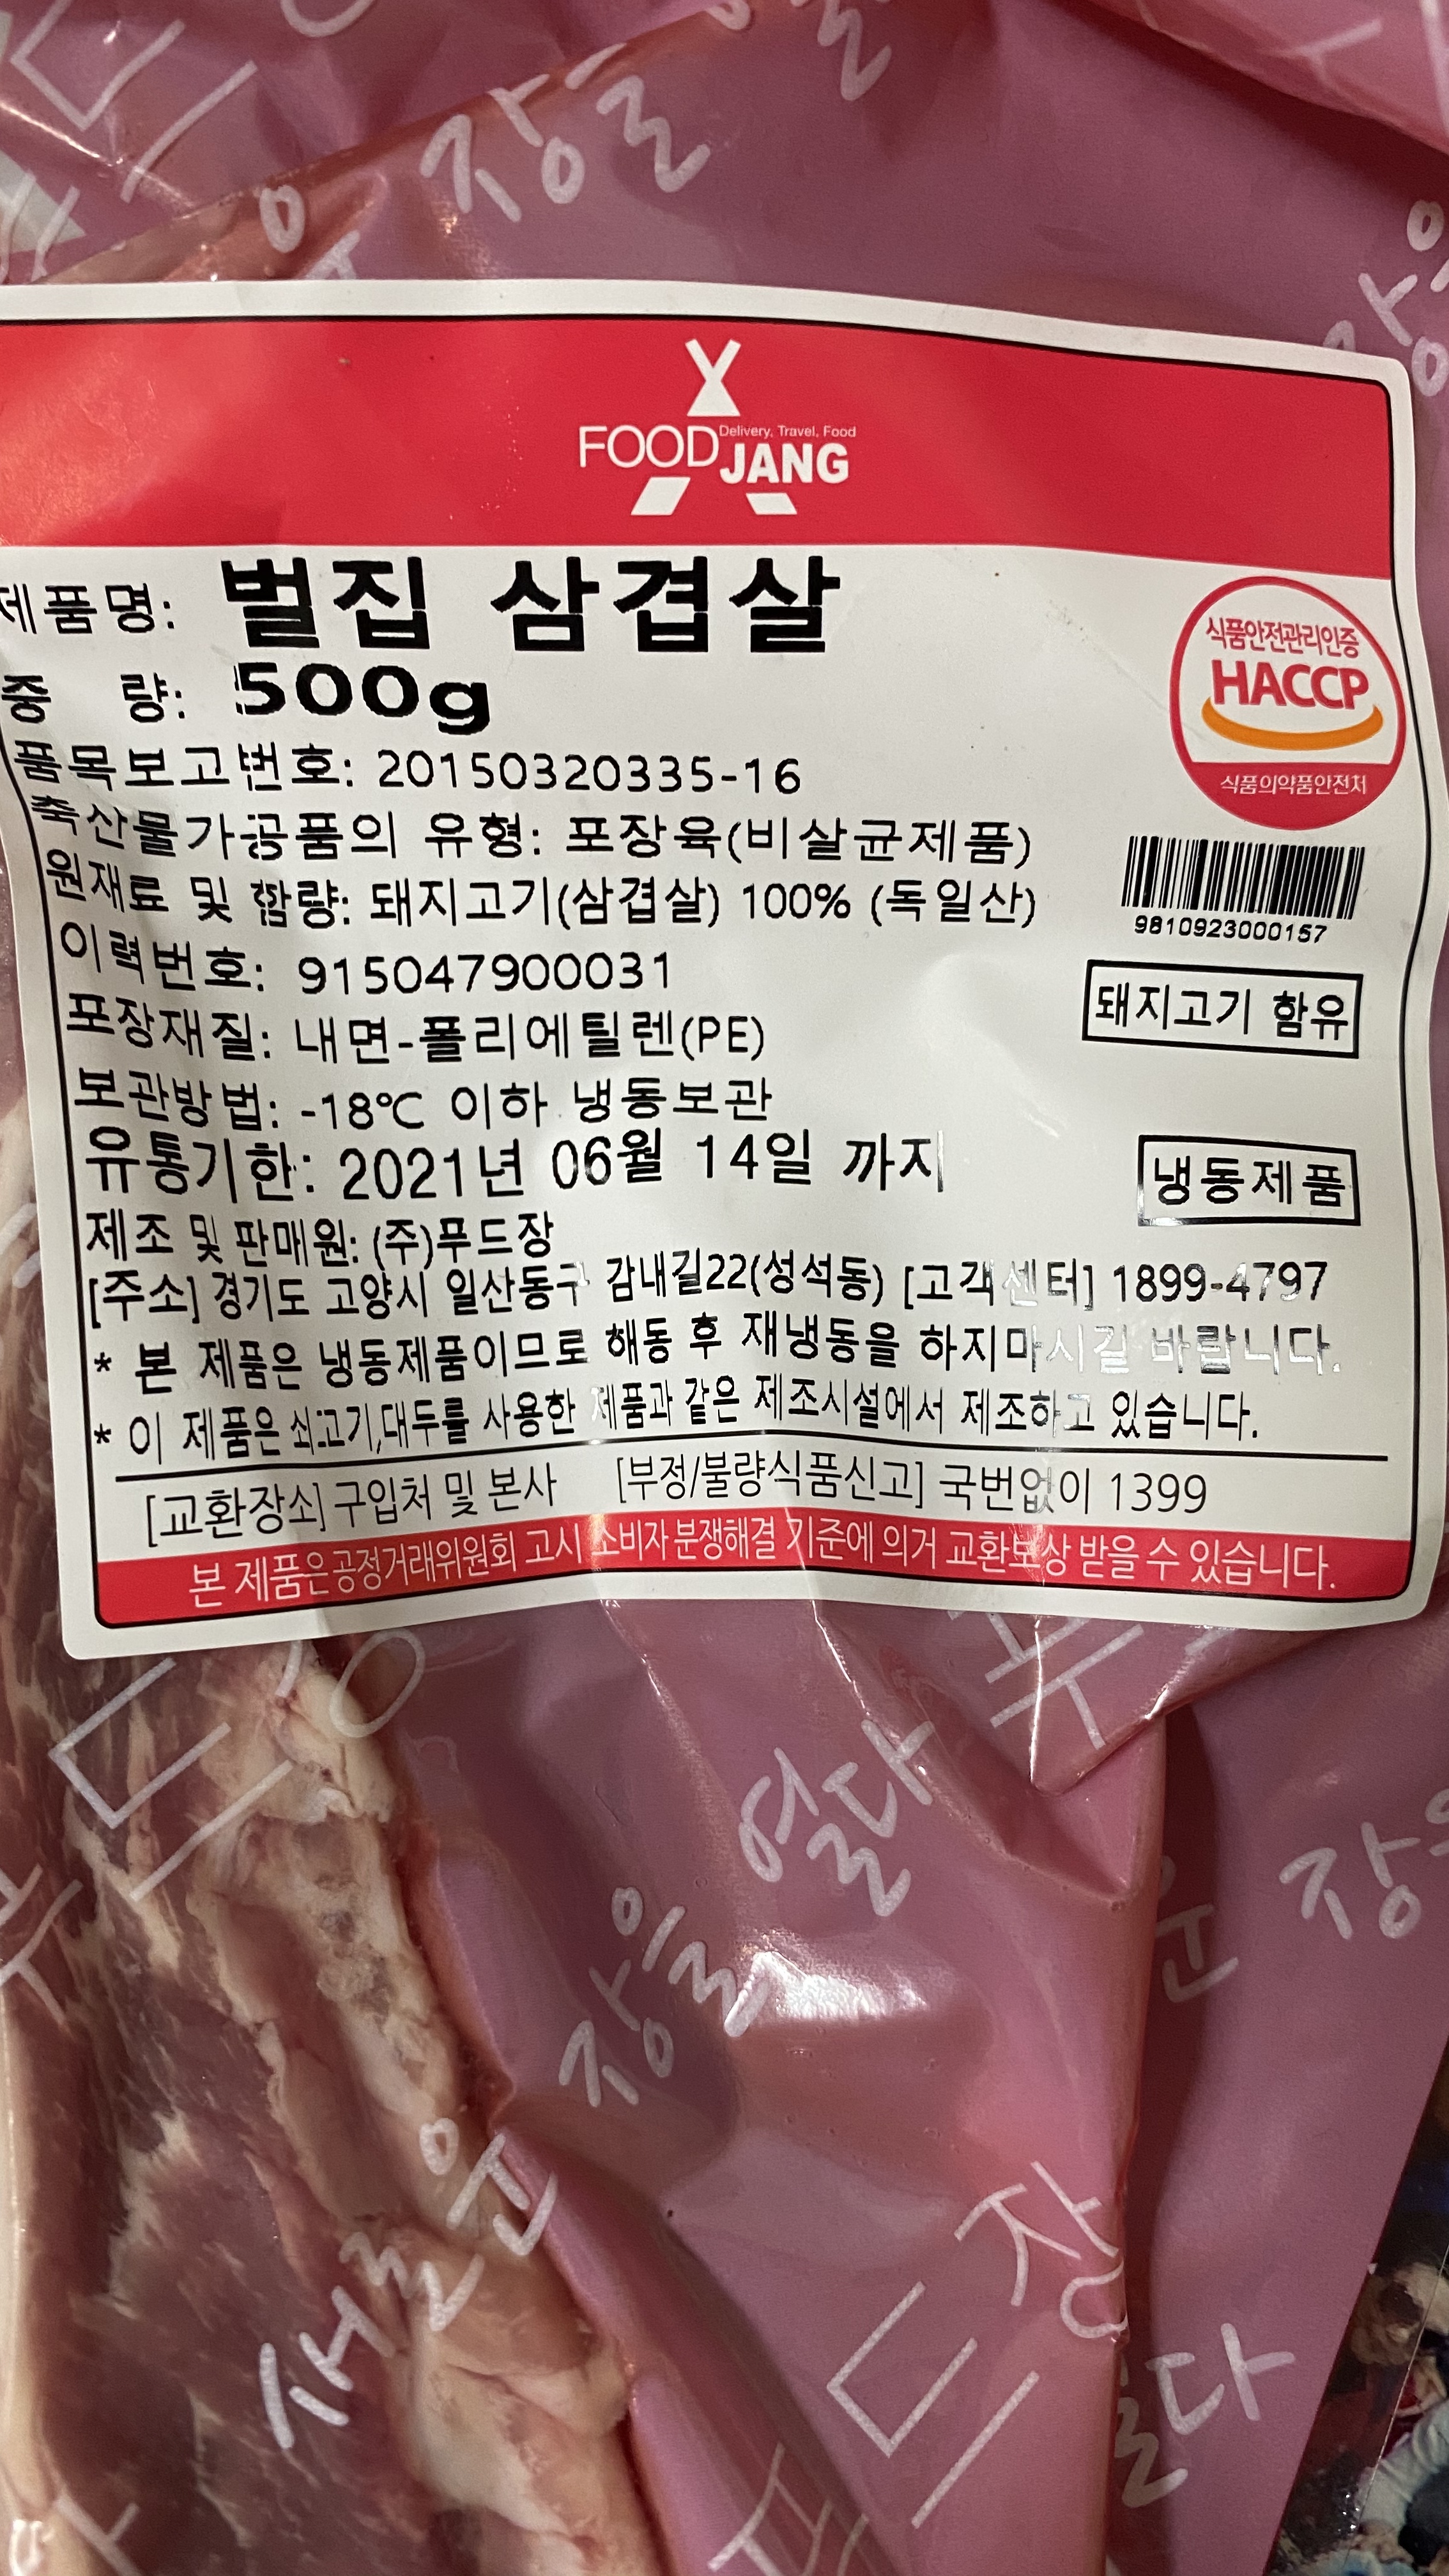 FOOD JANG
Delivery, Travel, Food
제품명: 벌집 삼겹살
중 량: 500g
식품안전관리인증
HACCP
식품의약품안전처
품목보고번호: 20150320335-16
축산물가공품의 유형: 포장육(비살균제품)
원재료 및 함량: 돼지고기(삼겹살) 100% (독일산)
9810923000157
이력번호: 915047900031
돼지고기 함유
포장재질: 내면-폴리에틸렌(PE)
보관방법: -18℃ 이하 냉동보관
유통기한: 2021년 06월 14일 까지
냉동제품
제조 및 판매원: (주)푸드장
[주소] 경기도 고양시 일산동구 감내길22(성석동) [고객센터] 1899-4797
* 본 제품은 냉동제품이므로 해동 후 재냉동을 하지마시길 바랍니다.
* 이 제품은 쇠고기,대두를 사용한 제품과 같은 제조시설에서 제조하고 있습니다.
[교환장소] 구입처 및 본사 [부정/불량식품신고] 국번없이 1399
본 제품은 공정거래위원회 고시 소비자 분쟁해결 기준에 의거 교환보상 받을 수 있습니다.
새로운 장을 열다 푸
드장